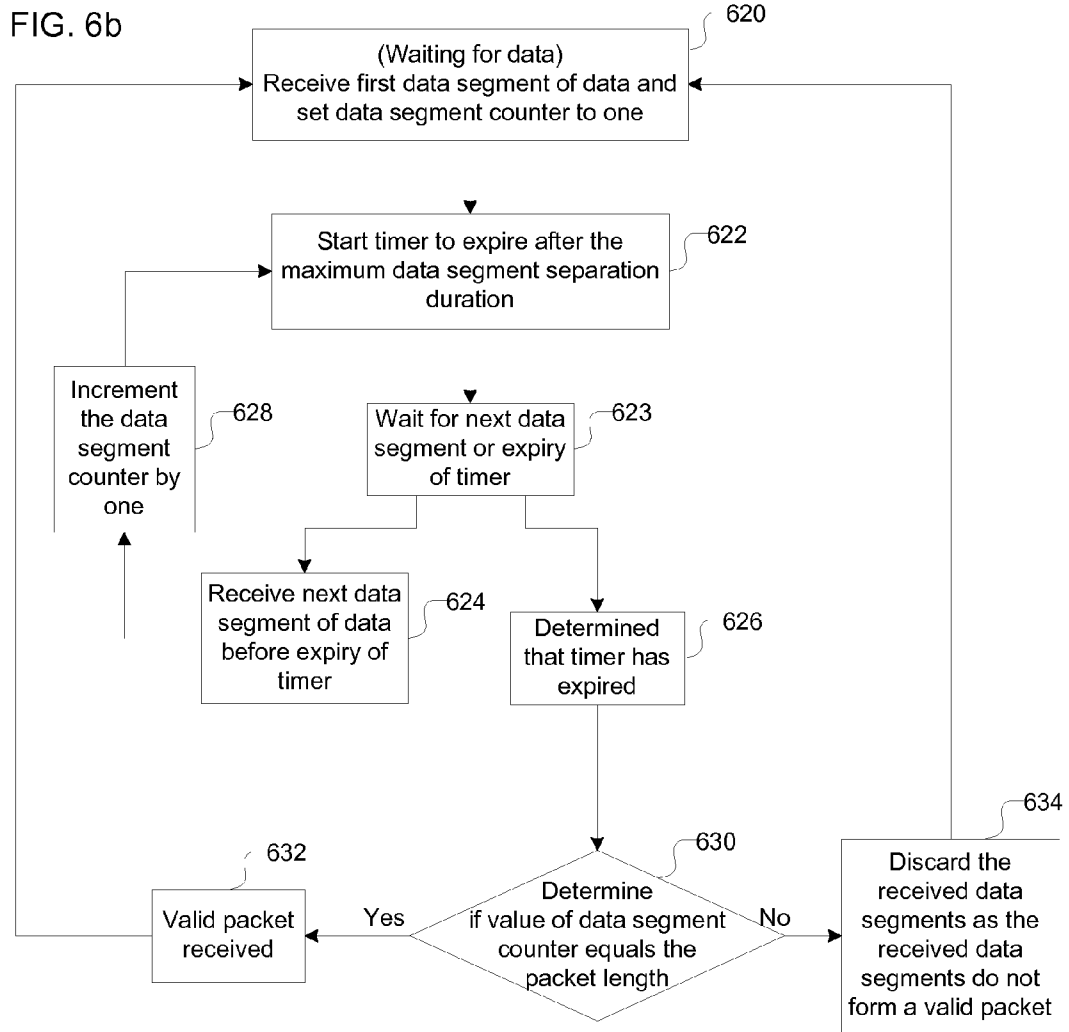 FIG. 6b
620
(Waiting for data)
Receive first data segment of data and
set data segment counter to one
Start timer to expire after the
maximum data segment separation
duration
622
Increment
the data
segment
counter by
one
628
Wait for next data
segment or expiry
of timer
623
Receive next data
segment of data
before expiry of
timer
624
Determined
that timer has
expired
626
632
Valid packet
received
Yes
630
Determine
if value of data segment
counter equals the
packet length
No
634
Discard the
received data
segments as the
received data
segments do not
form a valid packet